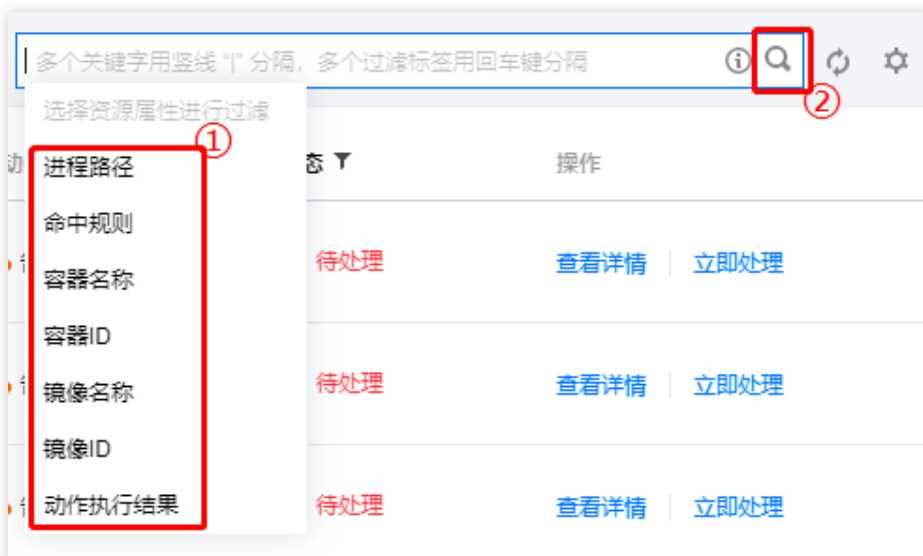 多个关键字用竖线 "|" 分隔，多个过滤标签用回车键分隔
②
选择资源属性进行过滤
①
态 操作
进程路径
命中规则
待处理 查看详情 立即处理
容器名称
容器ID
镜像名称
待处理 查看详情 立即处理
镜像ID
动作执行结果
待处理 查看详情 立即处理